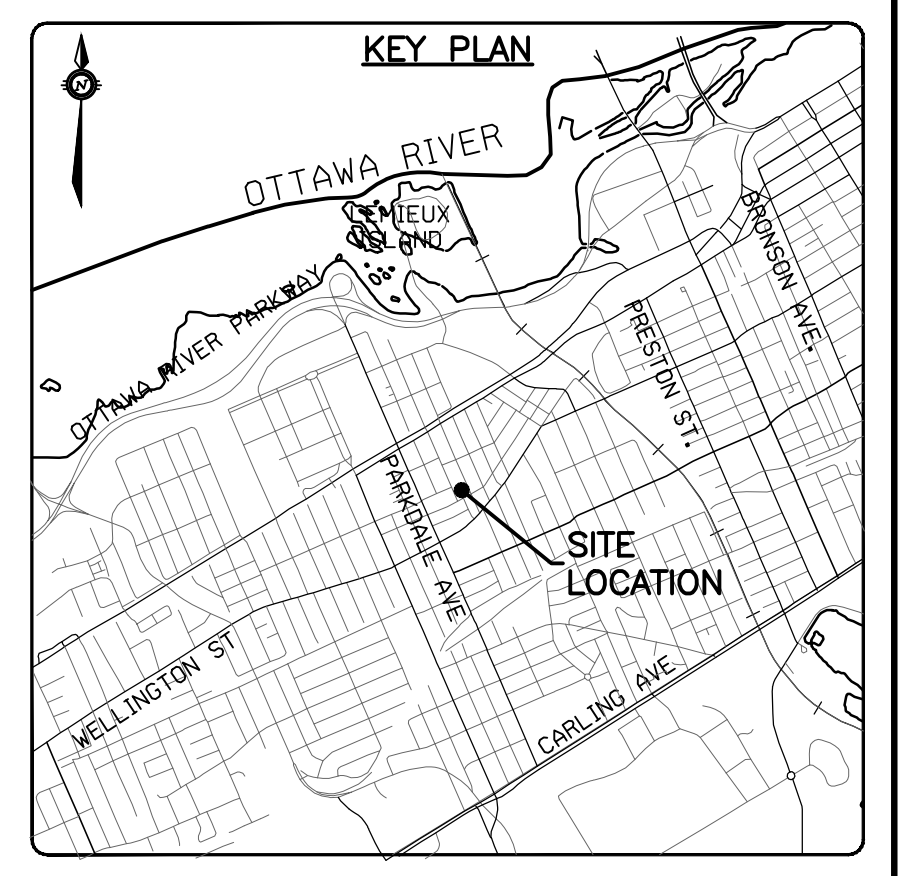 KEY PLAN
N
OTTAWA RIVER
LEMIEUX
ISLAND
BRONSON AVE.
OTTAWA RIVER PARKWAY
PRESTON ST.
PARKDALE AVE
SITE
LOCATION
WELLINGTON ST
CARLING AVE